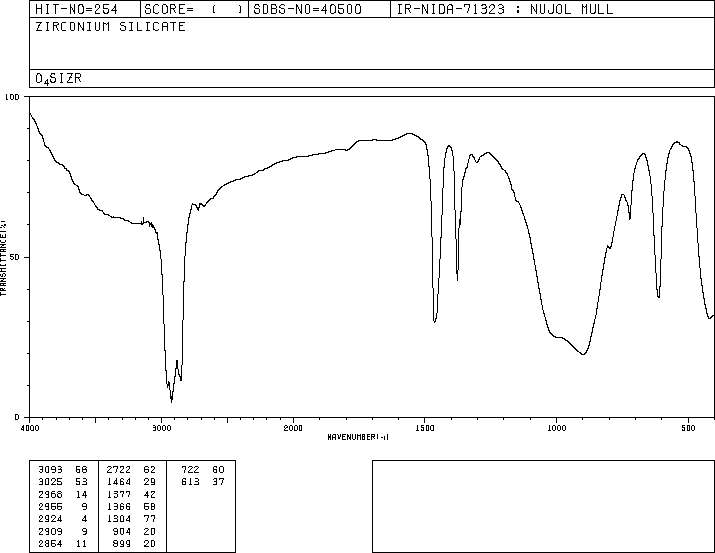 HIT-NO=254 SCORE= ( ) SDBS-NO=40500 IR-NIDA-71323 : NUJOL MULL
ZIRCONIUM SILICATE
O4SIZR
100
50
0
TRANSMITTANCE(%)
4000 3000 2000 1500 1000 500
WAVENUMBER(-1)
3093 58 2722 62 722 60
3025 53 1464 29 613 37
2958 14 1377 42
2955 9 1366 58
2924 4 1304 77
2909 9 904 20
2854 11 899 20